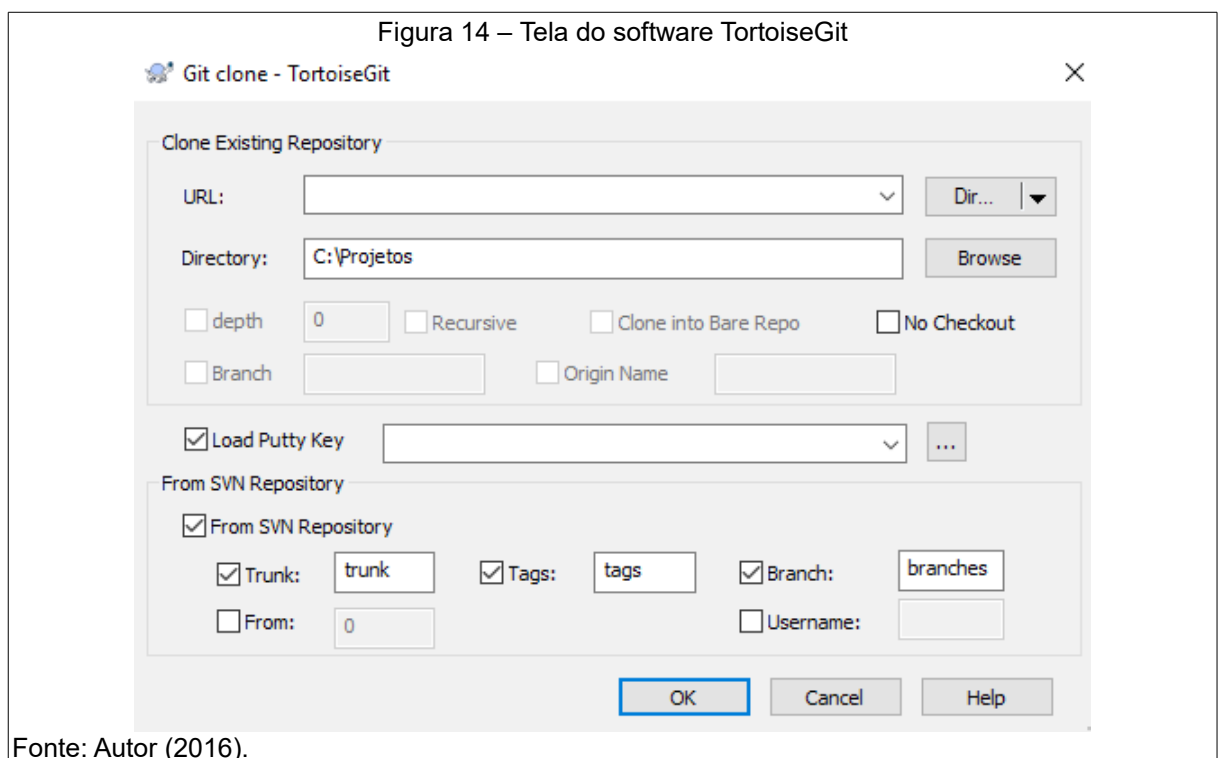 Figura 14 – Tela do software TortoiseGit
Git clone - TortoiseGit
Clone Existing Repository
URL: Dir...
Directory: C:\Projetos Browse
depth 0 Recursive Clone into Bare Repo No Checkout
Branch Origin Name
Load Putty Key ...
From SVN Repository
From SVN Repository
Trunk: trunk Tags: tags Branch: branches
From: 0 Username:
OK Cancel Help
Fonte: Autor (2016).